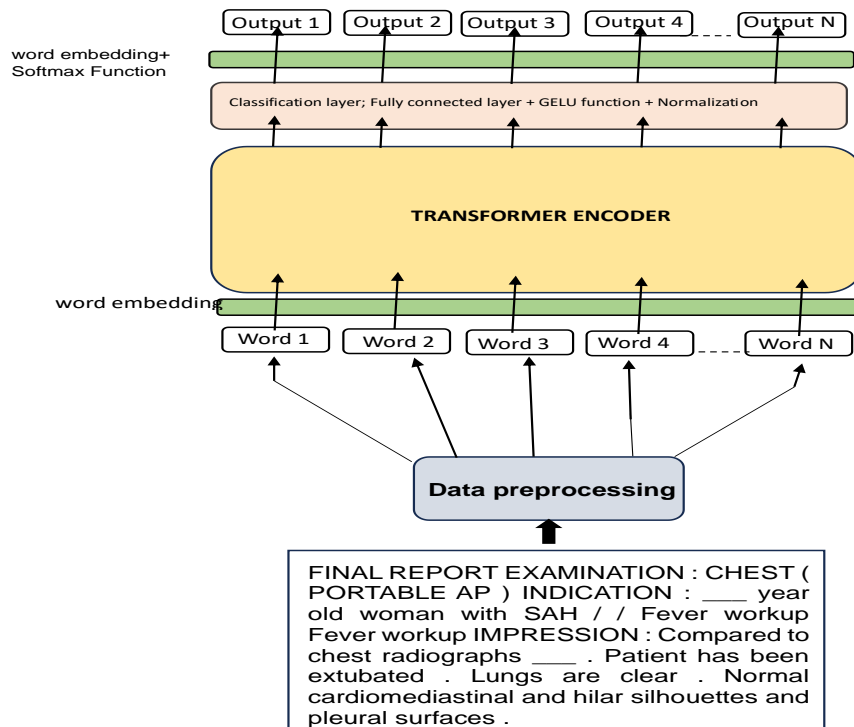 Output 1 Output 2 Output 3 Output 4 Output N
word embedding+
Softmax Function
Classification layer; Fully connected layer + GELU function + Normalization
TRANSFORMER ENCODER
word embedding
Word 1 Word 2 Word 3 Word 4 Word N
Data preprocessing
FINAL REPORT EXAMINATION : CHEST (
PORTABLE AP ) INDICATION : ___ year
old woman with SAH / / Fever workup
Fever workup IMPRESSION : Compared to
chest radiographs ___ . Patient has been
extubated . Lungs are clear . Normal
cardiomediastinal and hilar silhouettes and
pleural surfaces .